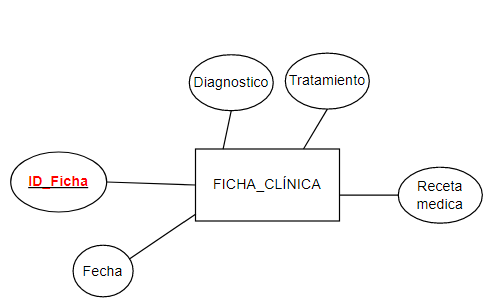 Diagnostico
Tratamiento
ID_Ficha
FICHA_CLÍNICA
Receta
medica
Fecha